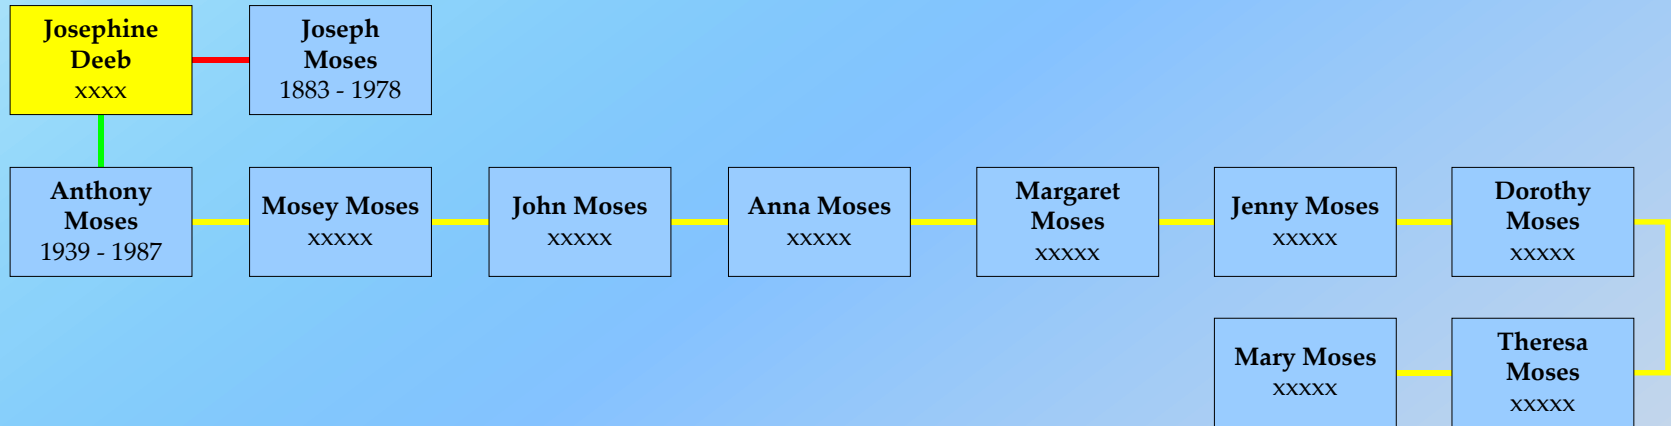 Josephine
Deeb
xxxx
Joseph
Moses
1883 - 1978
Anthony
Moses
1939 - 1987
Mosey Moses
xxxxx
John Moses
xxxxx
Anna Moses
xxxxx
Margaret
Moses
xxxxx
Jenny Moses
xxxxx
Dorothy
Moses
xxxxx
Mary Moses
xxxxx
Theresa
Moses
xxxxx